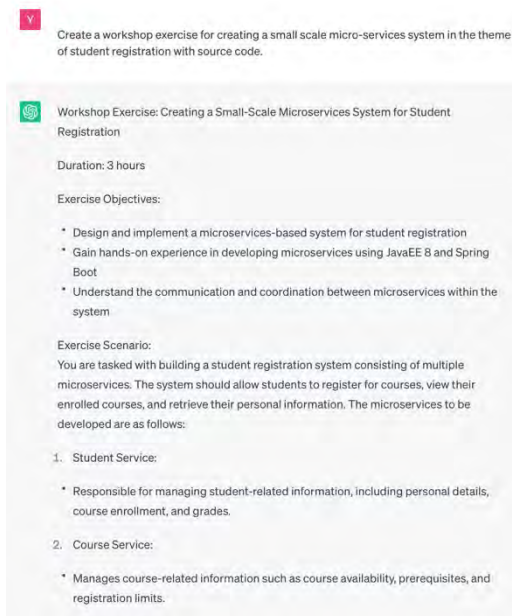 Y
Create a workshop exercise for creating a small scale micro-services system in the theme
of student registration with source code.
Workshop Exercise: Creating a Small-Scale Microservices System for Student
Registration
Duration: 3 hours
Exercise Objectives:
* Design and implement a microservices-based system for student registration
* Gain hands-on experience in developing microservices using JavaEE 8 and Spring
Boot
* Understand the communication and coordination between microservices within the
system
Exercise Scenario:
You are tasked with building a student registration system consisting of multiple
microservices. The system should allow students to register for courses, view their
enrolled courses, and retrieve their personal information. The microservices to be
developed are as follows:
1. Student Service:
* Responsible for managing student-related information, including personal details,
course enrollment, and grades.
2. Course Service:
* Manages course-related information such as course availability, prerequisites, and
registration limits.